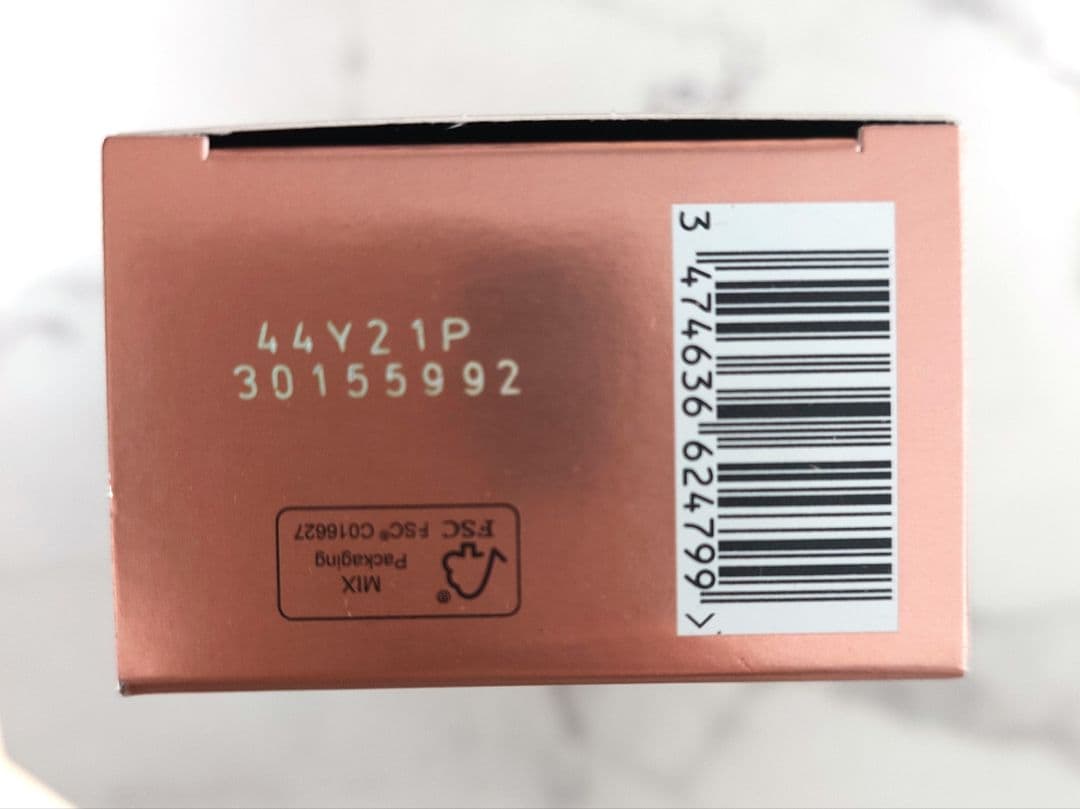 44Y21P
30155992
3 474636 624799 >
®
MIX
Packaging
FSC FSC® C016627